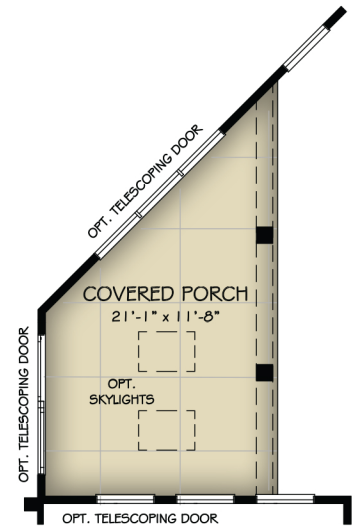 OPT. TELESCOPING DOOR
COVERED PORCH
21'-1" x 11'-8"
OPT. TELESCOPING DOOR
OPT.
SKYLIGHTS
OPT. TELESCOPING DOOR